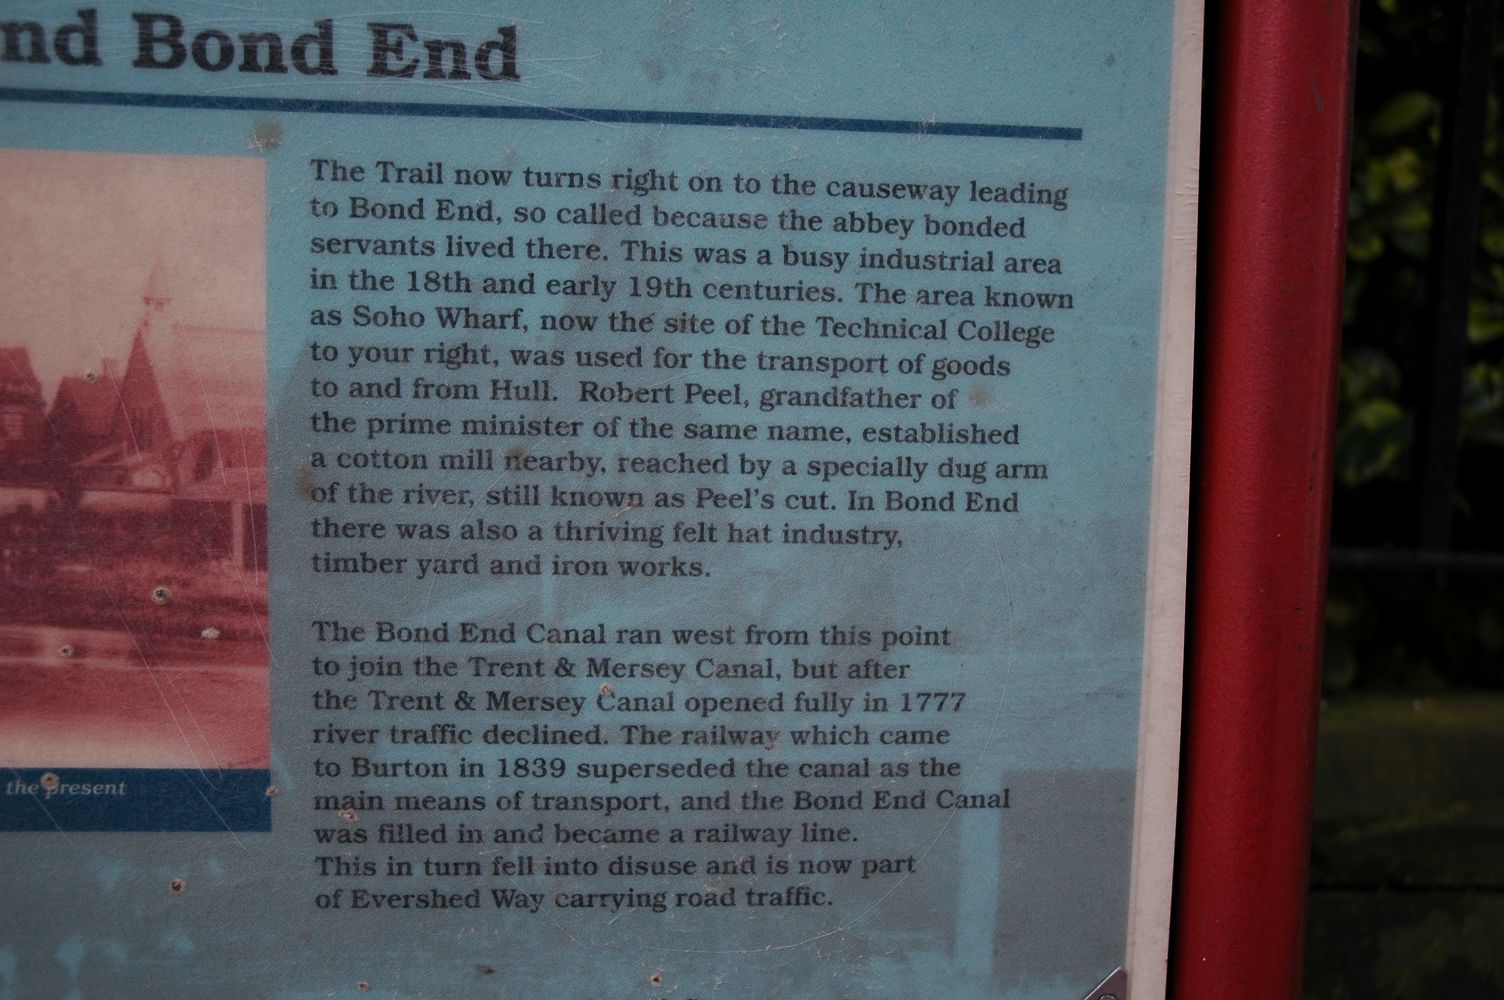 nd Bond End
The Trail now turns right on to the causeway leading
to Bond End, so called because the abbey bonded
servants lived there. This was a busy industrial area
in the 18th and early 19th centuries. The area known
as Soho Wharf, now the site of the Technical College
to your right, was used for the transport of goods
to and from Hull. Robert Peel, grandfather of
the prime minister of the same name, established
a cotton mill nearby, reached by a specially dug arm
of the river, still known as Peel's cut. In Bond End
there was also a thriving felt hat industry,
timber yard and iron works.
The Bond End Canal ran west from this point
to join the Trent & Mersey Canal, but after
the Trent & Mersey Canal opened fully in 1777
river traffic declined. The railway which came
to Burton in 1839 superseded the canal as the
main means of transport, and the Bond End Canal
was filled in and became a railway line.
This in turn fell into disuse and is now part
of Evershed Way carrying road traffic.
the present